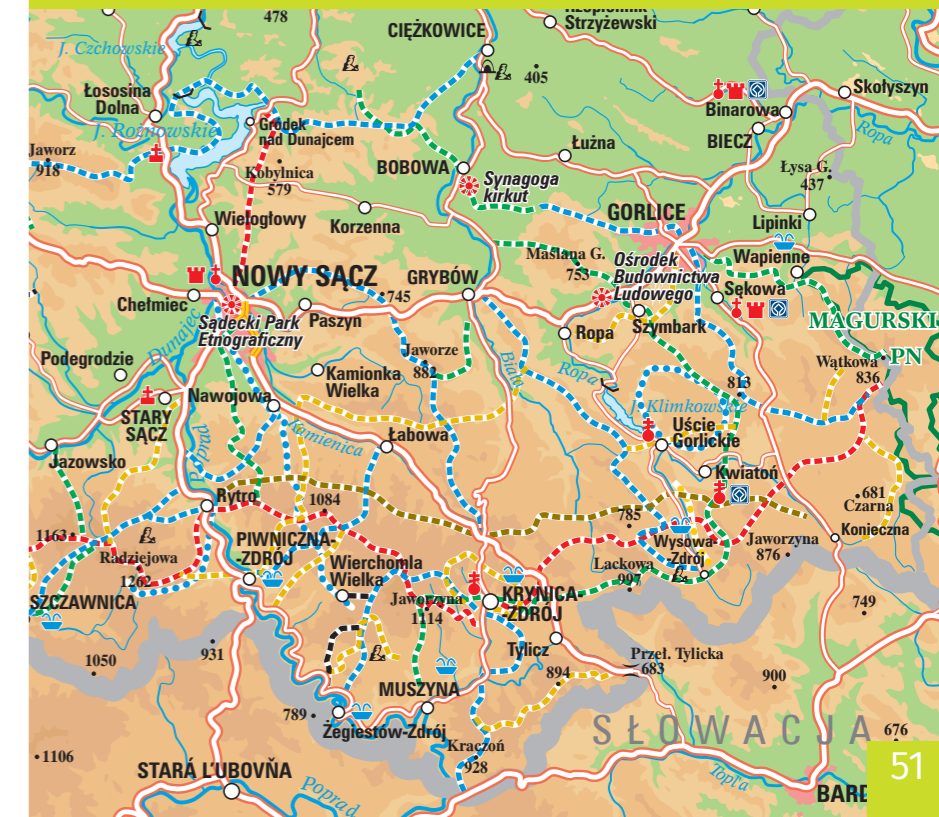 478
CIĘŻKOWICE
Strzyżewski
J. Czchowskie
405
Łososina
Dolna
Skołyszyn
Binarowa
J. Rożnowskie
Gródek
nad Dunajcem
BIECZ
Ropa
Jaworz
918
Łużna
BOBOWA
Łysa G.
437
Kobylnica
579
Synagoga
kirkut
Korzenna
Wielogłowy
GORLICE
Lipinki
Maślana G.
753
Ośrodek
Budownictwa
Ludowego
Wapienne
NOWY SĄCZ
GRYBÓW
745
Sękowa
Chełmiec
Paszyn
Sądecki Park
Etnograficzny
Szymbark
Ropa
MAGURSKI
PN
Dunajec
Podegrodzie
Jaworze
882
Biała
Wątkowa
836
Kamionka
Wielka
Ropa
813
Nawojowa
J. Klimkowskie
STARY
SĄCZ
Uście
Gorlickie
Kamienica
Łabowa
Poprad
Jazowsko
Kwiatoń
Rytro
1084
681
Czarna
785
1163
Konieczna
PIWNICZNA-
ZDRÓJ
Wysowa-
Zdrój
Jaworzyna
876
Radziejowa
1262
Wierchomla
Wielka
Lackowa
997
SZCZAWNICA
Jaworzyna
1114
KRYNICA-
ZDRÓJ
749
931
Tylicz
Przeł. Tylicka
683
1050
894
900
MUSZYNA
789
Żegiestów-Zdrój
SŁOWACJA
676
Kraczoń
928
1106
51
STARÁ ĽUBOVŇA
Topľa
Poprad
BARD